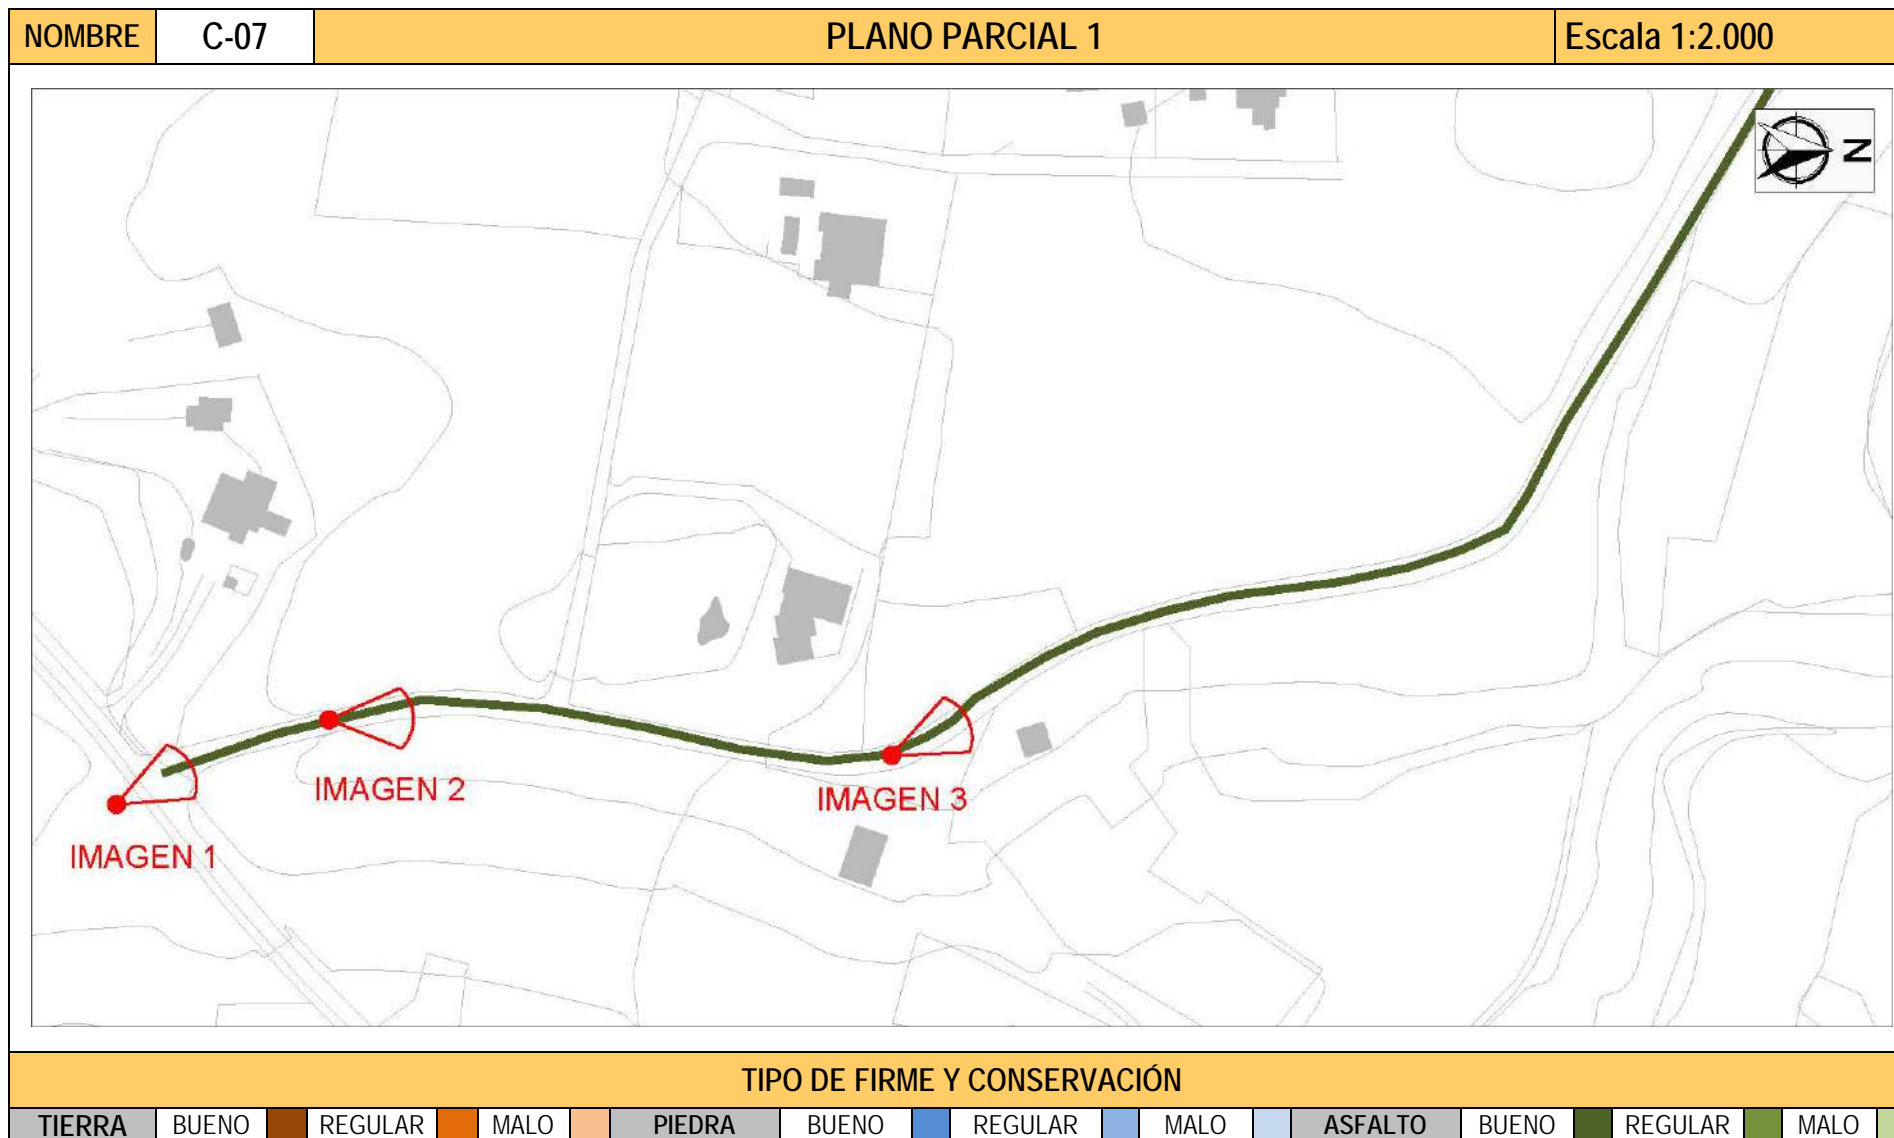 NOMBRE C-07 PLANO PARCIAL 1 Escala 1:2.000
N
IMAGEN 2
IMAGEN 3
IMAGEN 1
TIPO DE FIRME Y CONSERVACIÓN
TIERRA BUENO REGULAR MALO PIEDRA BUENO REGULAR MALO ASFALTO BUENO REGULAR MALO